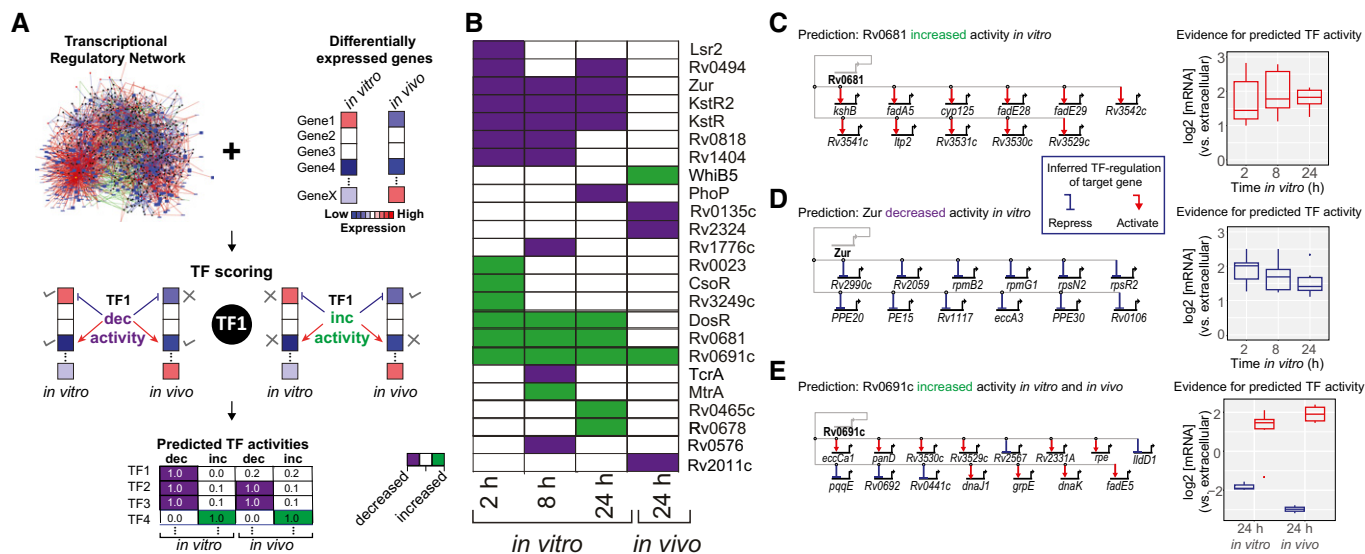 A
Transcriptional
Regulatory Network
Differentially
expressed genes
in vitro
in vivo
Gene1
Gene2
Gene3
Gene4
GeneX
+
Low High
Expression
TF scoring
TF1
dec
activity
TF1
TF1
inc
activity
in vitro
in vivo
in vitro
in vivo
Predicted TF activities
dec inc dec inc
TF1 1.0 0.0 0.2 0.2
TF2 1.0 0.1 1.0 0.1
TF3 1.0 0.1 1.0 0.1
TF4 0.0 1.0 0.0 1.0
in vitro in vivo
decreased
increased
B
Lsr2
Rv0494
Zur
KstR2
KstR
Rv0818
Rv1404
WhiB5
PhoP
Rv0135c
Rv2324
Rv1776c
Rv0023
CsoR
Rv3249c
DosR
Rv0681
Rv0691c
TcrA
MtrA
Rv0465c
Rv0678
Rv0576
Rv2011c
2 h
8 h
24 h
24 h
in vitro in vivo
C
Prediction: Rv0681 increased activity in vitro
Rv0681
kshB fadA5 cyp125 fadE28 fadE29 Rv3542c
Rv3541c ltp2 Rv3531c Rv3530c Rv3529c
Evidence for predicted TF activity
log2 [mRNA]
(vs. extracellular)
3
2
1
0
2 8 24
Time in vitro (h)
Inferred TF-regulation
of target gene
Repress Activate
D
Prediction: Zur decreased activity in vitro
Zur
Rv2990c Rv2059 rpmB2 rpmG1 rpsN2 rpsR2
PPE20 PE15 Rv1117 eccA3 PPE30 Rv0106
Evidence for predicted TF activity
log2 [mRNA]
(vs. extracellular)
3
2
1
0
2 8 24
Time in vitro (h)
E
Prediction: Rv0691c increased activity in vitro and in vivo
Rv0691c
eccCa1 panD Rv3530c Rv3529c Rv2567 Rv2331A rpe lldD1
pqqE Rv0692 Rv0441c dnaJ1 grpE dnaK fadE5
Evidence for predicted TF activity
log2 [mRNA]
(vs. extracellular)
2
0
−2
24 h 24 h
in vitro in vivo